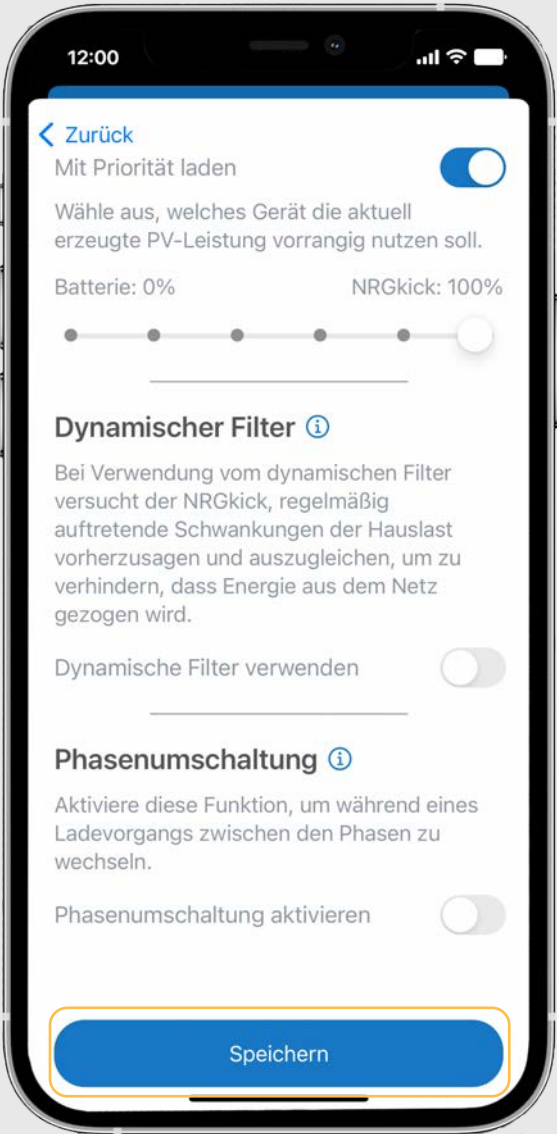 12:00
Zurück
Mit Priorität laden
Wähle aus, welches Gerät die aktuell
erzeugte PV-Leistung vorrangig nutzen soll.
Batterie: 0% NRGkick: 100%
Dynamischer Filter
Bei Verwendung vom dynamischen Filter
versucht der NRGkick, regelmäßig
auftretende Schwankungen der Hauslast
vorherzusagen und auszugleichen, um zu
verhindern, dass Energie aus dem Netz
gezogen wird.
Dynamische Filter verwenden
Phasenumschaltung
Aktiviere diese Funktion, um während eines
Ladevorgangs zwischen den Phasen zu
wechseln.
Phasenumschaltung aktivieren
Speichern